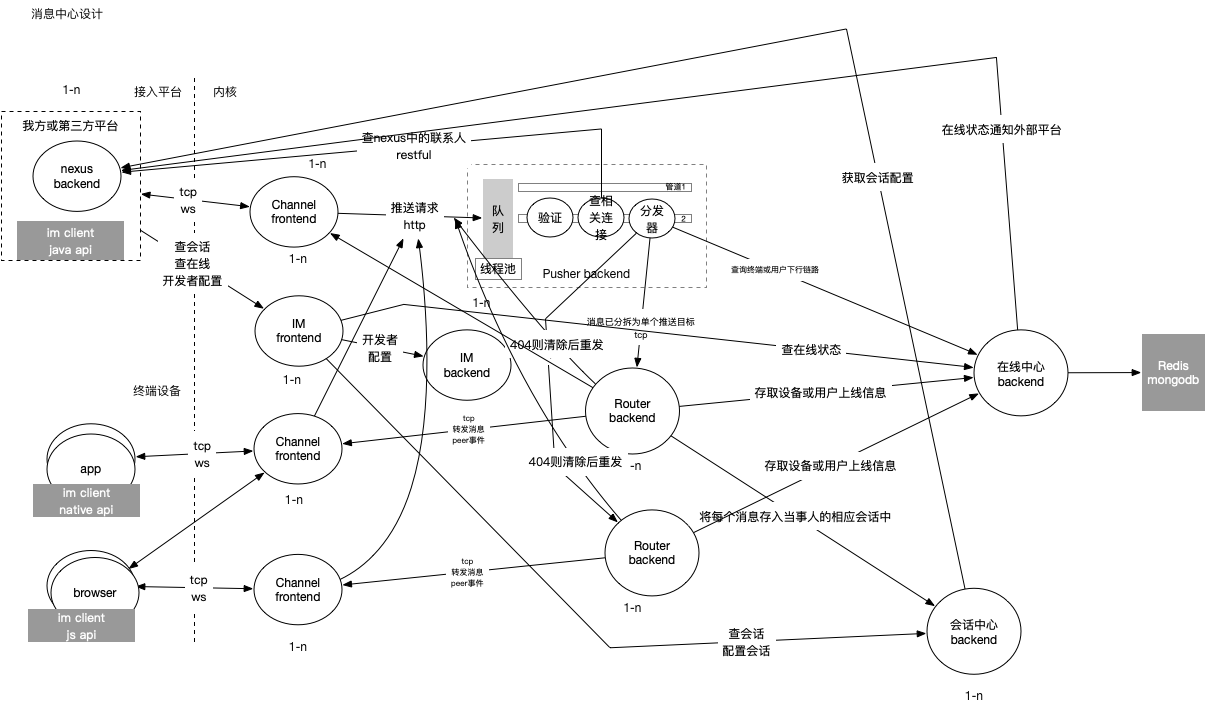 消息中心设计
1-n
接入平台
内核
我方或第三方平台
nexus
backend
im client
java api
tcp
ws
查会话
查在线
开发者配置
1-n
Channel
frontend
1-n
推送请求
http
查nexus中的联系人
restful
队
列
线程池
管道1
验证
查相
关连
接
分发
器
2
Pusher backend
1-n
在线状态通知外部平台
获取会话配置
查询终端或用户下行链路
消息已分拆为单个推送目标
tcp
IM
frontend
1-n
开发者
配置
IM
backend
404则清除后重发
查在线状态
在线中心
backend
Redis
mongodb
终端设备
Router
backend
-n
存取设备或用户上线信息
app
im client
native api
tcp
ws
Channel
frontend
1-n
tcp
转发消息
peer事件
404则清除后重发
存取设备或用户上线信息
将每个消息存入当事人的相应会话中
browser
im client
js api
tcp
ws
Channel
frontend
1-n
tcp
转发消息
peer事件
Router
backend
1-n
查会话
配置会话
会话中心
backend
1-n